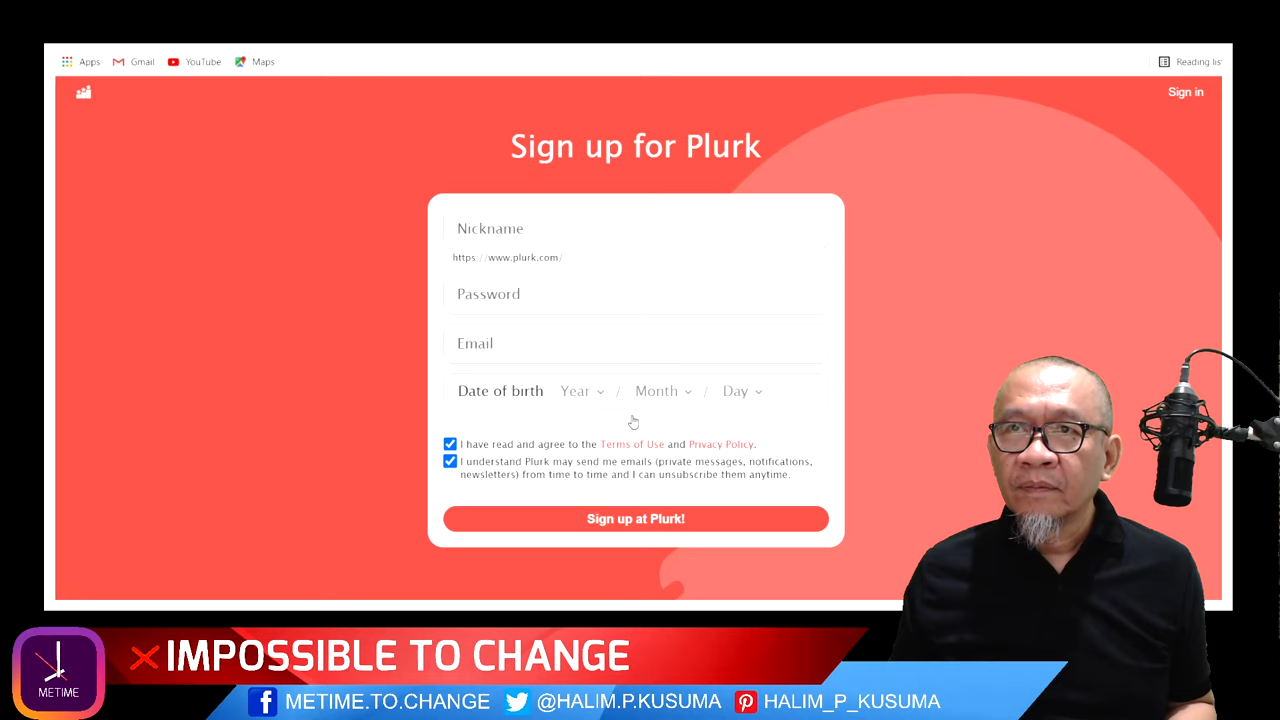 Apps Gmail YouTube Maps
Sign in
Sign up for Plurk
Nickname
https://www.plurk.com/
Password
Email
Date of birth Year / Month / Day
I have read and agree to the Terms of Use and Privacy Policy.
I understand Plurk may send me emails (private messages, notifications,
newsletters) from time to time and I can unsubscribe them anytime.
Sign up at Plurk!
IMPOSSIBLE TO CHANGE
METIME
METIME.TO.CHANGE @HALIM.P.KUSUMA HALIM_P_KUSUMA